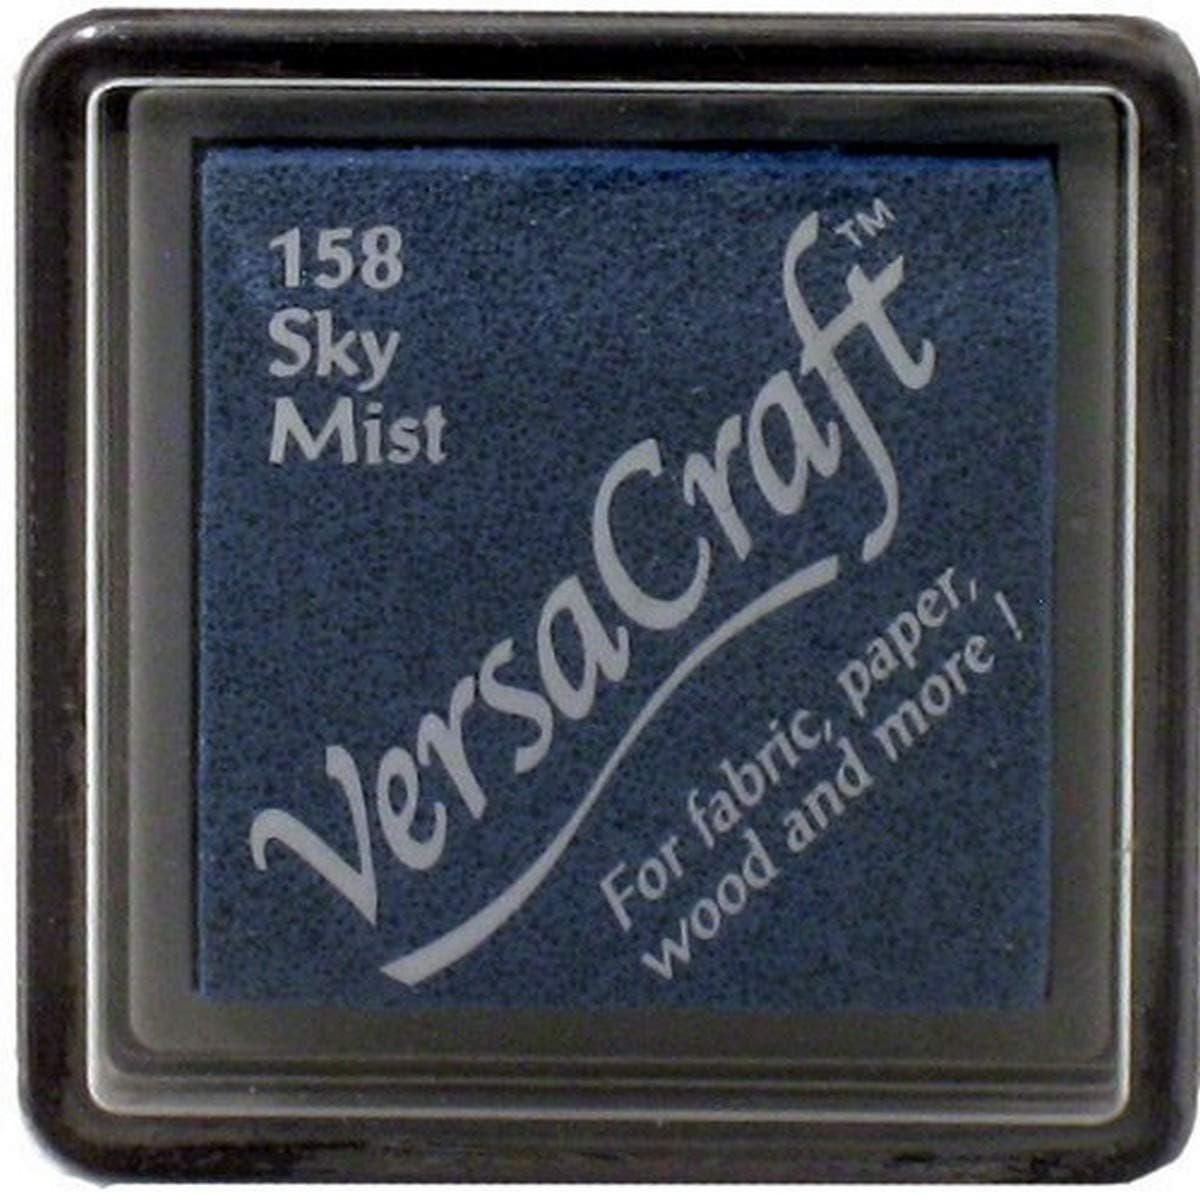 158
Sky
Mist
VersaCraft™
For fabric, paper,
wood and more !